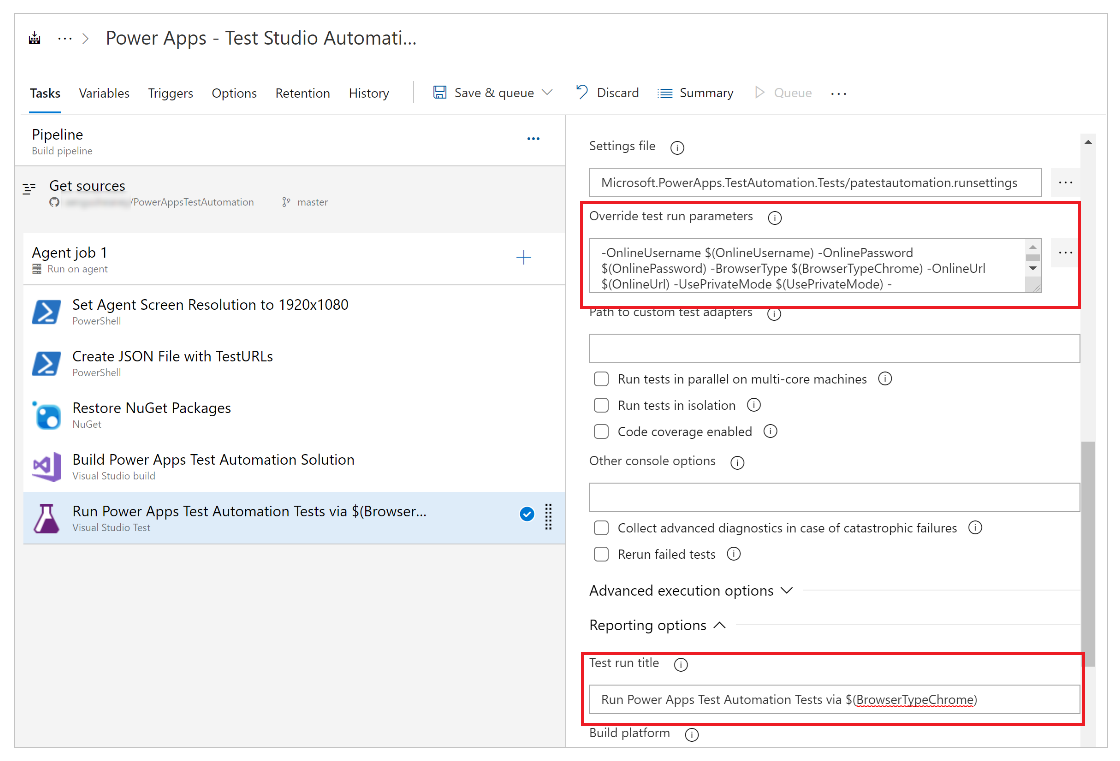 Power Apps - Test Studio Automati...
Tasks Variables Triggers Options Retention History Save & queue Discard Summary Queue ...
Pipeline
Build pipeline
Get sources
/PowerAppsTestAutomation master
Agent job 1
Run on agent
Set Agent Screen Resolution to 1920x1080
PowerShell
Create JSON File with TestURLs
PowerShell
Restore NuGet Packages
NuGet
Build Power Apps Test Automation Solution
Visual Studio build
Run Power Apps Test Automation Tests via $(Browser...
Visual Studio Test
Settings file
Microsoft.PowerApps.TestAutomation.Tests/patestautomation.runsettings
Override test run parameters
-OnlineUsername $(OnlineUsername) -OnlinePassword
$(OnlinePassword) -BrowserType $(BrowserTypeChrome) -OnlineUrl
$(OnlineUrl) -UsePrivateMode $(UsePrivateMode) -
Path to custom test adapters
Run tests in parallel on multi-core machines
Run tests in isolation
Code coverage enabled
Other console options
Collect advanced diagnostics in case of catastrophic failures
Rerun failed tests
Advanced execution options
Reporting options
Test run title
Run Power Apps Test Automation Tests via $(BrowserTypeChrome)
Build platform